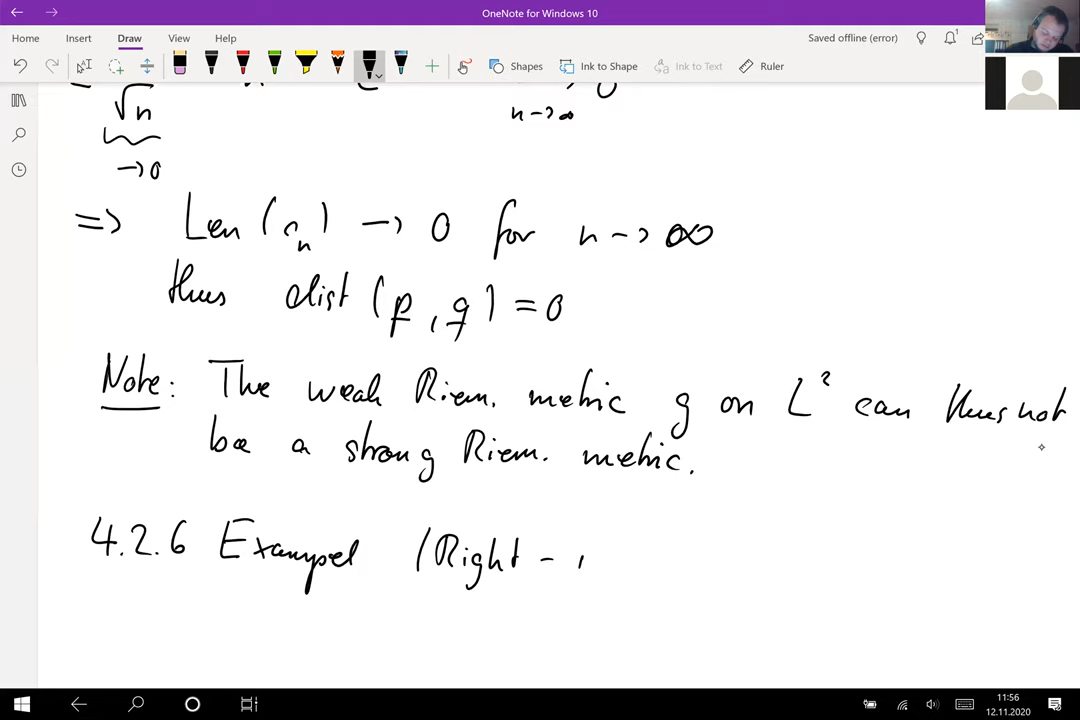 OneNote for Windows 10
Home Insert Draw View Help Saved offline (error)
Shapes Ink to Shape Ink to Text Ruler
√n n→∞
→0
=> Len (c_n) → 0 for n → ∞
thus dist (p, q) = 0
Note: The weak Riem. metric g on L² can thus not
be a strong Riem. metric.
4.2.6 Exampel (Right -
11:56
12.11.2020